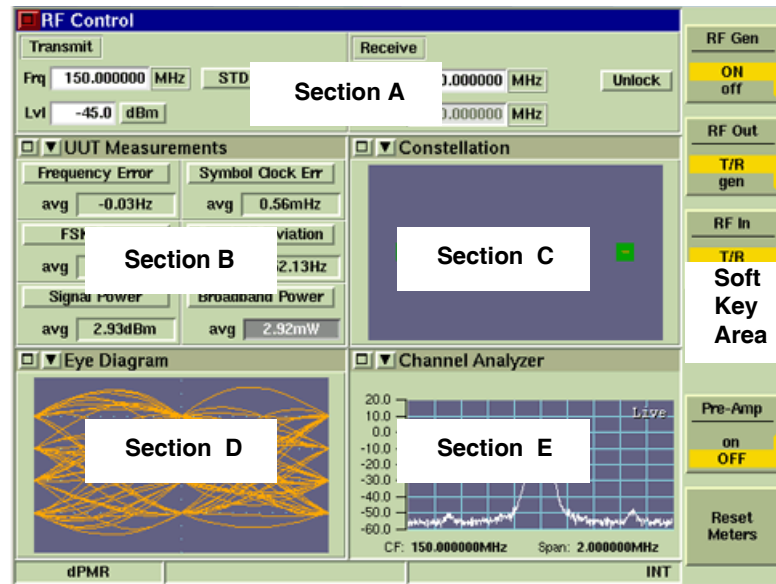 RF Control
Transmit
Receive
Frq 150.000000 MHz STD
0.000000 MHz Unlock
Section A
Lvl -45.0 dBm
0.000000 MHz
UUT Measurements
Frequency Error Symbol Clock Err
avg -0.03Hz avg 0.56mHz
FSK viation
Section B
avg 2.13Hz
Signal Power Broadband Power
avg 2.93dBm avg 2.92mW
Constellation
Section C
Eye Diagram
Section D
Channel Analyzer
20.0
10.0
0.0
-10.0
-20.0
-30.0
-40.0
-50.0
-60.0
Live
Section E
CF: 150.000000MHz Span: 2.000000MHz
dPMR INT
RF Gen
ON
off
RF Out
T/R
gen
RF In
T/R
Soft
Key
Area
Pre-Amp
on
OFF
Reset
Meters